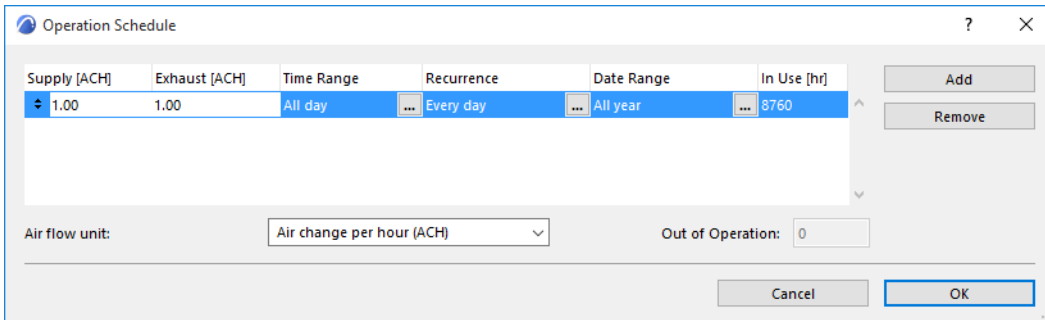 Operation Schedule ? ×
Supply [ACH] Exhaust [ACH] Time Range Recurrence Date Range In Use [hr] Add
1.00 1.00 All day ... Every day ... All year ... 8760
Remove
Air flow unit: Air change per hour (ACH) Out of Operation: 0
Cancel OK